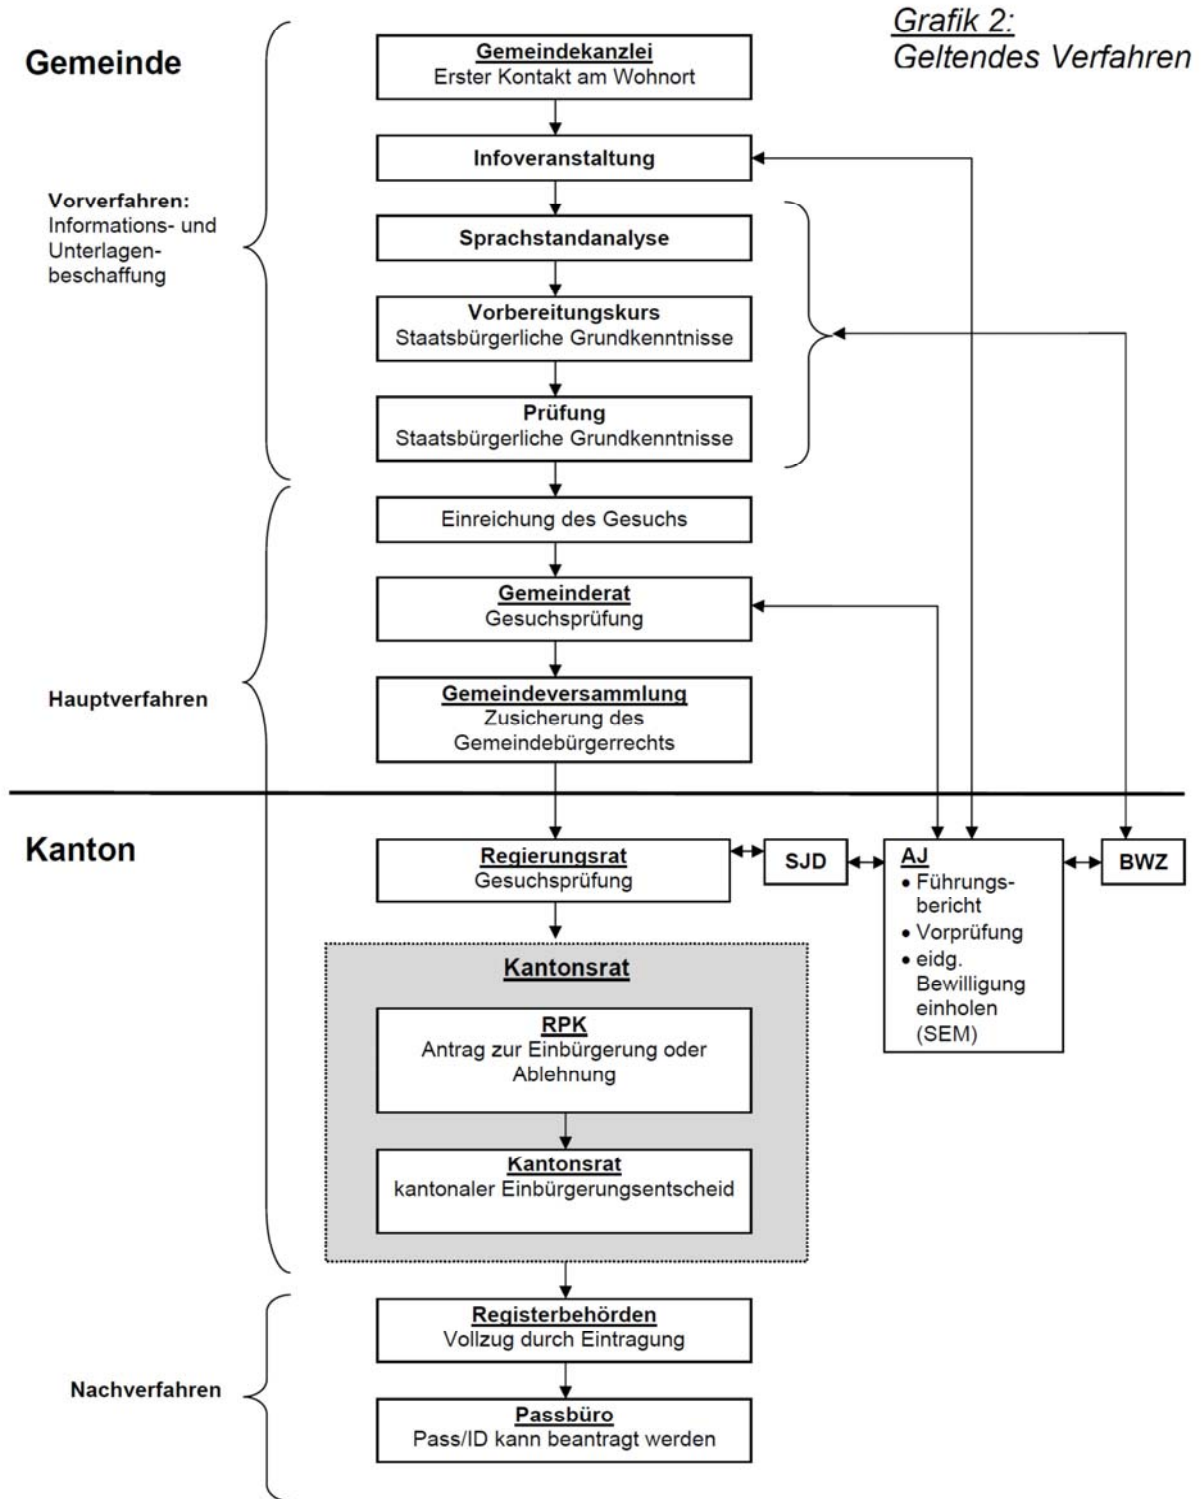 Grafik 2:
Geltendes Verfahren
Gemeinde
Gemeindekanzlei
Erster Kontakt am Wohnort
Infoveranstaltung
Vorverfahren:
Informations- und
Unterlagen-
beschaffung
Sprachstandanalyse
Vorbereitungskurs
Staatsbürgerliche Grundkenntnisse
Prüfung
Staatsbürgerliche Grundkenntnisse
Einreichung des Gesuchs
Gemeinderat
Gesuchsprüfung
Hauptverfahren
Gemeindeversammlung
Zusicherung des
Gemeindebürgerrechts
Kanton
Regierungsrat
Gesuchsprüfung
SJD
AJ
• Führungs-
bericht
• Vorprüfung
• eidg.
Bewilligung
einholen
(SEM)
BWZ
Kantonsrat
RPK
Antrag zur Einbürgerung oder
Ablehnung
Kantonsrat
kantonaler Einbürgerungsentscheid
Registerbehörden
Vollzug durch Eintragung
Nachverfahren
Passbüro
Pass/ID kann beantragt werden